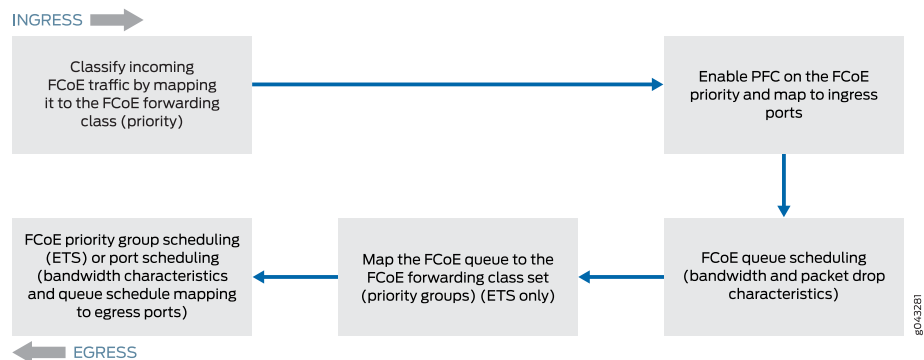 INGRESS
Classify incoming
FCoE traffic by mapping
it to the FCoE forwarding
class (priority)
Enable PFC on the FCoE
priority and map to ingress
ports
FCoE queue scheduling
(bandwidth and packet drop
characteristics)
Map the FCoE queue to the
FCoE forwarding class set
(priority groups) (ETS only)
FCoE priority group scheduling
(ETS) or port scheduling
(bandwidth characteristics
and queue schedule mapping
to egress ports)
EGRESS
g043281